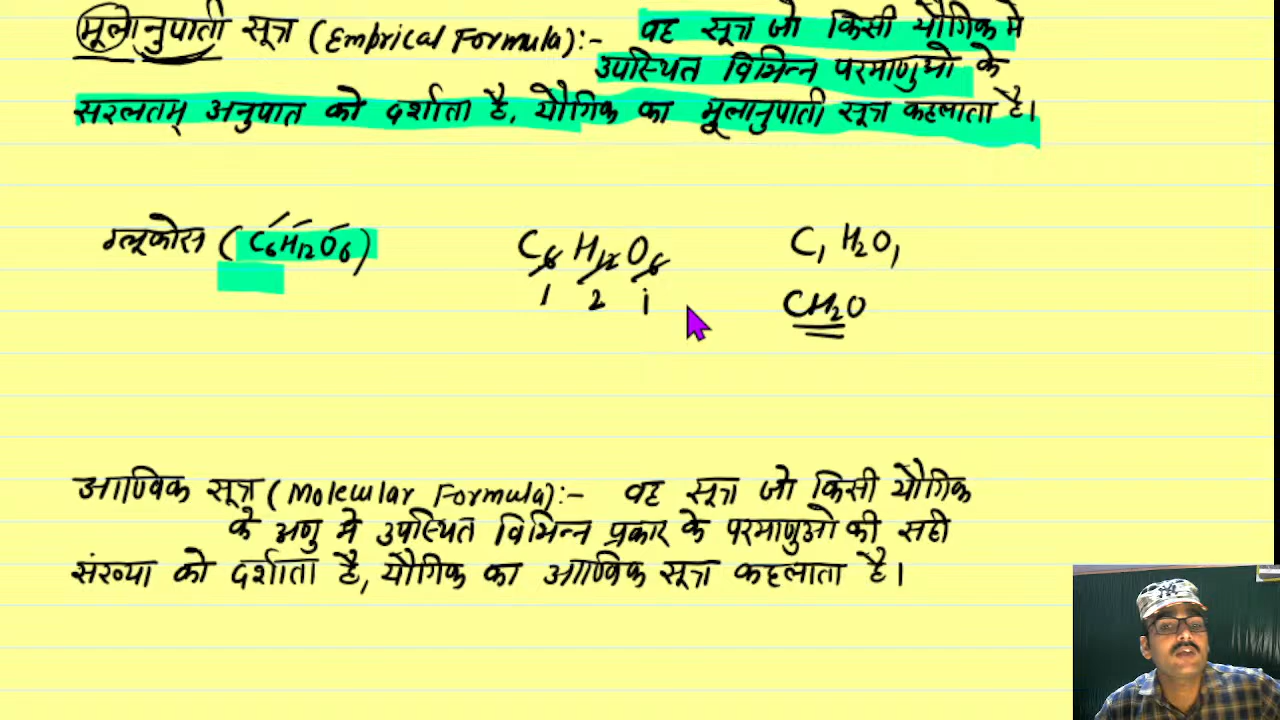 मूलानुपाती सूत्र (Emprical Formula):- वह सूत्र जो किसी यौगिक मे
उपस्थित विभिन्न परमाणुओ के
सरलतम् अनुपात को दर्शाता है, यौगिक का मूलानुपाती सूत्र कहलाता है।
ग्लूकोस (C₆H₁₂O₆) C₆H₁₂O₆ C₁H₂O₁
1 2 1 CH₂O
आण्विक सूत्र (Moleculor Formula):- वह सूत्र जो किसी यौगिक
के अणु मे उपस्थित विभिन्न प्रकार के परमाणुओ की सही
संख्या को दर्शाता है, यौगिक का आण्विक सूत्र कहलाता है।